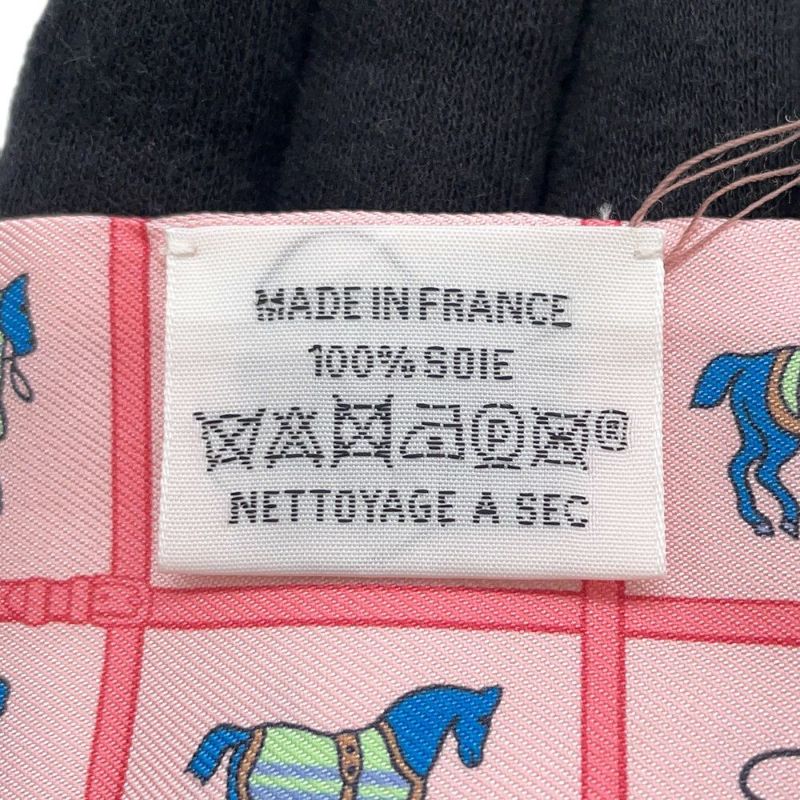 MADE IN FRANCE
100% SOIE
P ®
NETTOYAGE A SEC